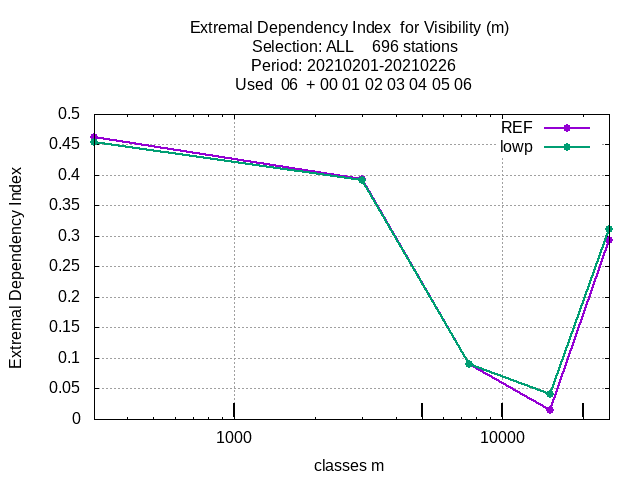 Extremal Dependency Index  for Visibility (m)
Selection: ALL    696 stations
Period: 20210201-20210226
Used  06  + 00 01 02 03 04 05 06
REF
lowp
0.5
0.45
0.4
0.35
0.3
0.25
0.2
0.15
0.1
0.05
0
Extremal Dependency Index
1000
10000
classes m